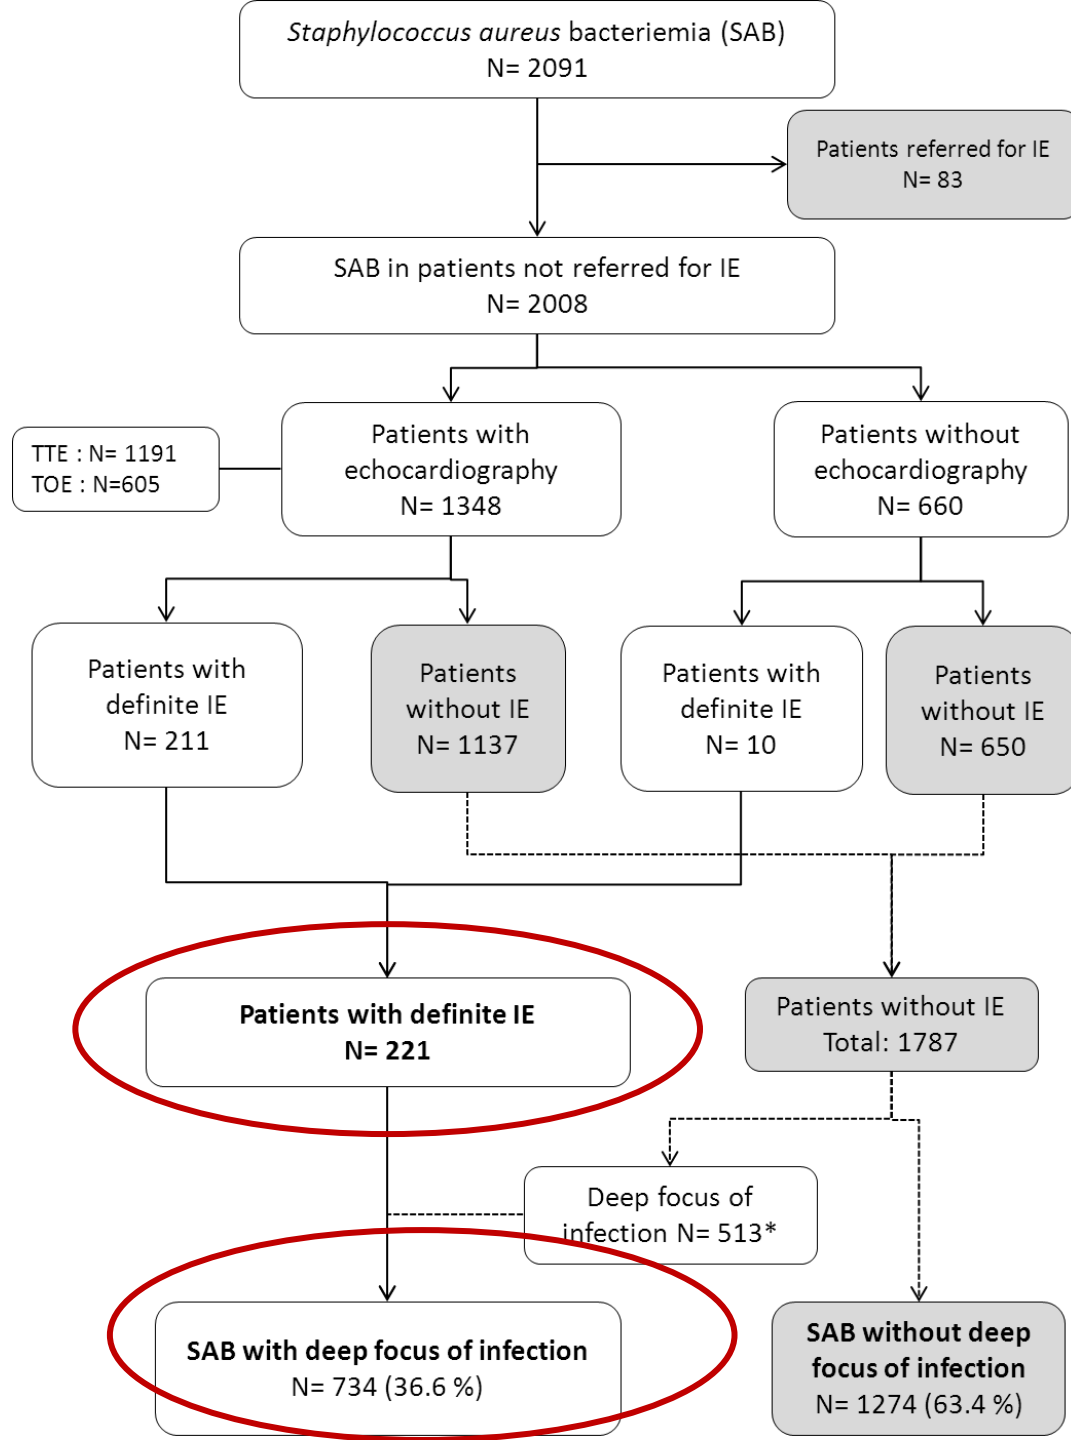 Staphylococcus aureus bacteriemia (SAB)
N= 2091
Patients referred for IE
N= 83
SAB in patients not referred for IE
N= 2008
TTE : N= 1191
TOE : N=605
Patients with
echocardiography
N= 1348
Patients without
echocardiography
N= 660
Patients with
definite IE
N= 211
Patients
without IE
N= 1137
Patients with
definite IE
N= 10
Patients
without IE
N= 650
Patients with definite IE
N= 221
Patients without IE
Total: 1787
Deep focus of
infection N= 513*
SAB with deep focus of infection
N= 734 (36.6 %)
SAB without deep
focus of infection
N= 1274 (63.4 %)